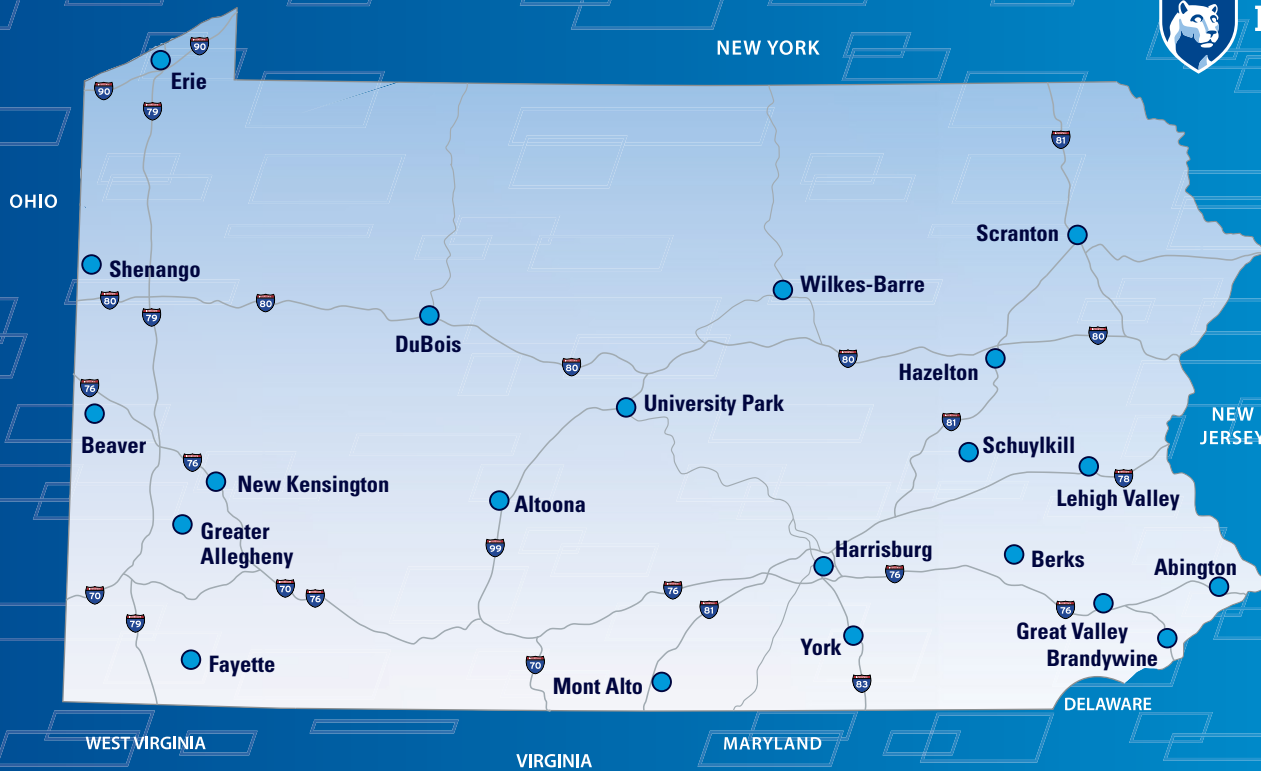 NEW YORK
90
Erie
90
79
81
OHIO
Scranton
Shenango
Wilkes-Barre
80
80
79
DuBois
80
80
80
Hazelton
76
University Park
Beaver
81
NEW
JERSEY
Schuylkill
76
New Kensington
78
Lehigh Valley
Altoona
Greater
Allegheny
99
Harrisburg
76
Berks
Abington
70
70
76
76
81
76
79
Great Valley
York
Brandywine
Fayette
70
Mont Alto
83
DELAWARE
WEST VIRGINIA
MARYLAND
VIRGINIA